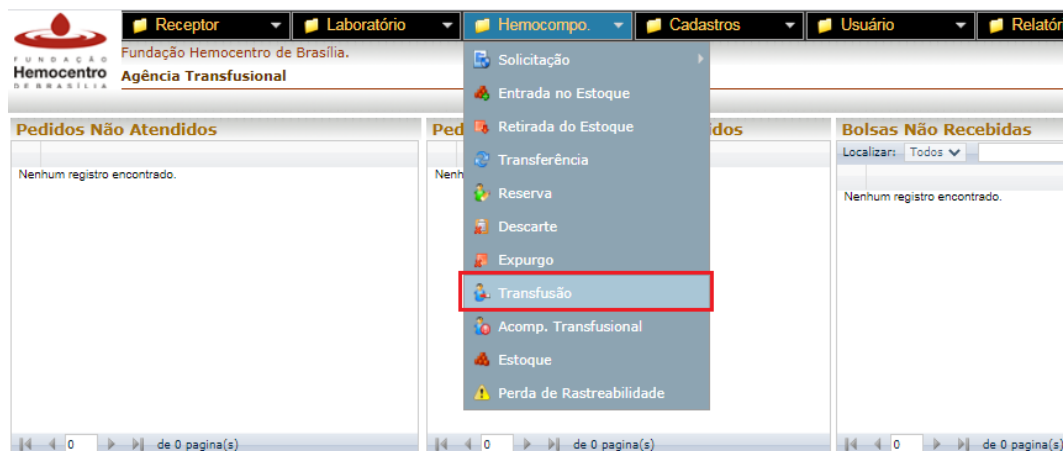 Receptor
Laboratório
Hemocompo.
Cadastros
Usuário
Relatór
FUNDAÇÃO
Hemocentro
DE BRASÍLIA
Fundação Hemocentro de Brasília.
Agência Transfusional
Solicitação
Entrada no Estoque
Retirada do Estoque
Transferência
Reserva
Descarte
Expurgo
Transfusão
Acomp. Transfusional
Estoque
Perda de Rastreabilidade
Pedidos Não Atendidos
Nenhum registro encontrado.
0 de 0 pagina(s)
Ped
idos
Nenh
0 de 0 pagina(s)
Bolsas Não Recebidas
Localizar: Todos
Nenhum registro encontrado.
0 de 0 pagina(s)